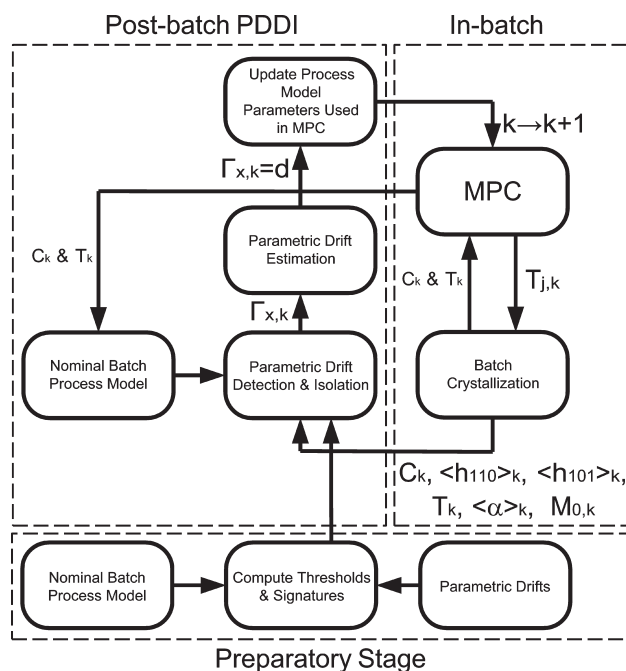 Post-batch PDDI
In-batch
Update Process
Model
Parameters Used
in MPC
k→k+1
Γx,k=d
MPC
Parametric Drift
Estimation
Ck & Tk
Ck & Tk
Tj,k
Γx,k
Nominal Batch
Process Model
Parametric Drift
Detection & Isolation
Batch
Crystallization
Ck, <h110>k, <h101>k,
Tk, <α>k, M0,k
Nominal Batch
Process Model
Compute Thresholds
& Signatures
Parametric Drifts
Preparatory Stage